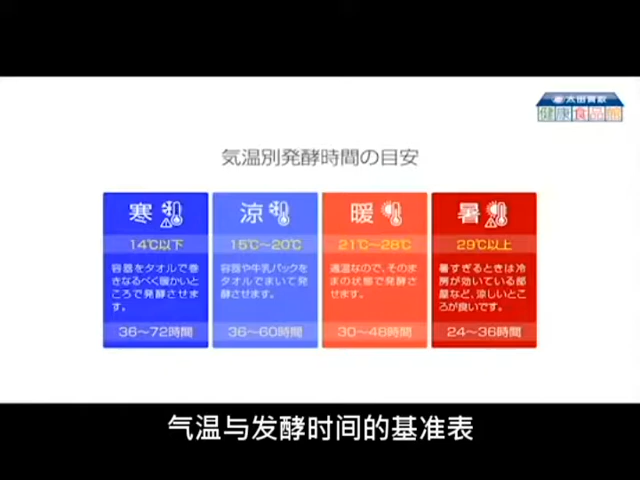 太田胃散
健康食品館
気温別発酵時間の目安
寒
14℃以下
容器をタオルで巻
きなるべく暖かいと
ころで発酵させま
す。
36～72時間
涼
15℃～20℃
容器や牛乳パックを
タオルでまいて発
酵させます。
36～60時間
暖
21℃～28℃
適温なので、そのま
まの状態で発酵さ
せます。
30～48時間
暑
29℃以上
暑すぎるときは冷
房が効いている部
屋など、涼しいとこ
ろが良いです。
24～36時間
气温与发酵时间的基准表